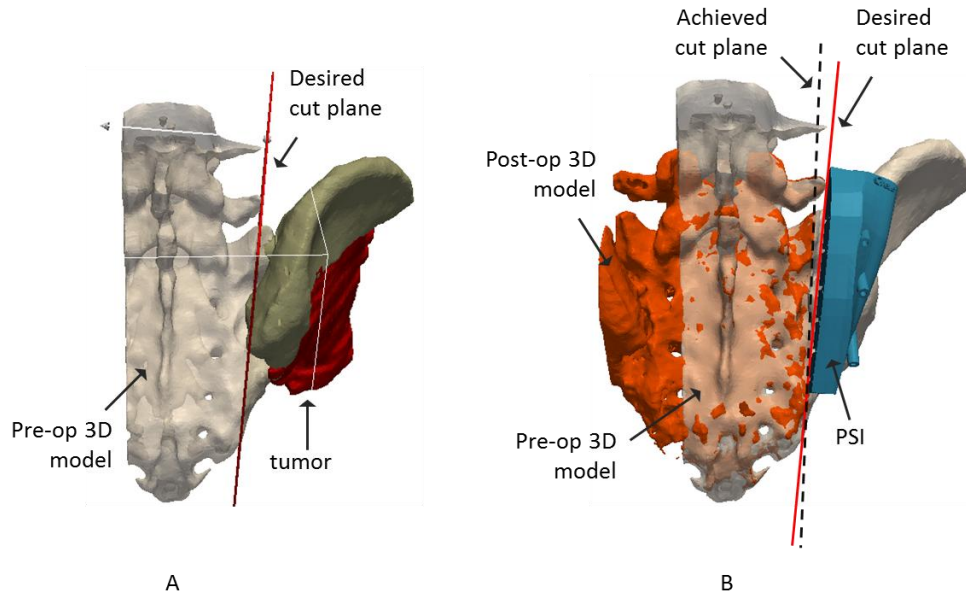 Desired
cut plane
Pre-op 3D
model
tumor
A
Achieved
cut plane
Desired
cut plane
Post-op 3D
model
Pre-op 3D
model
PSI
B